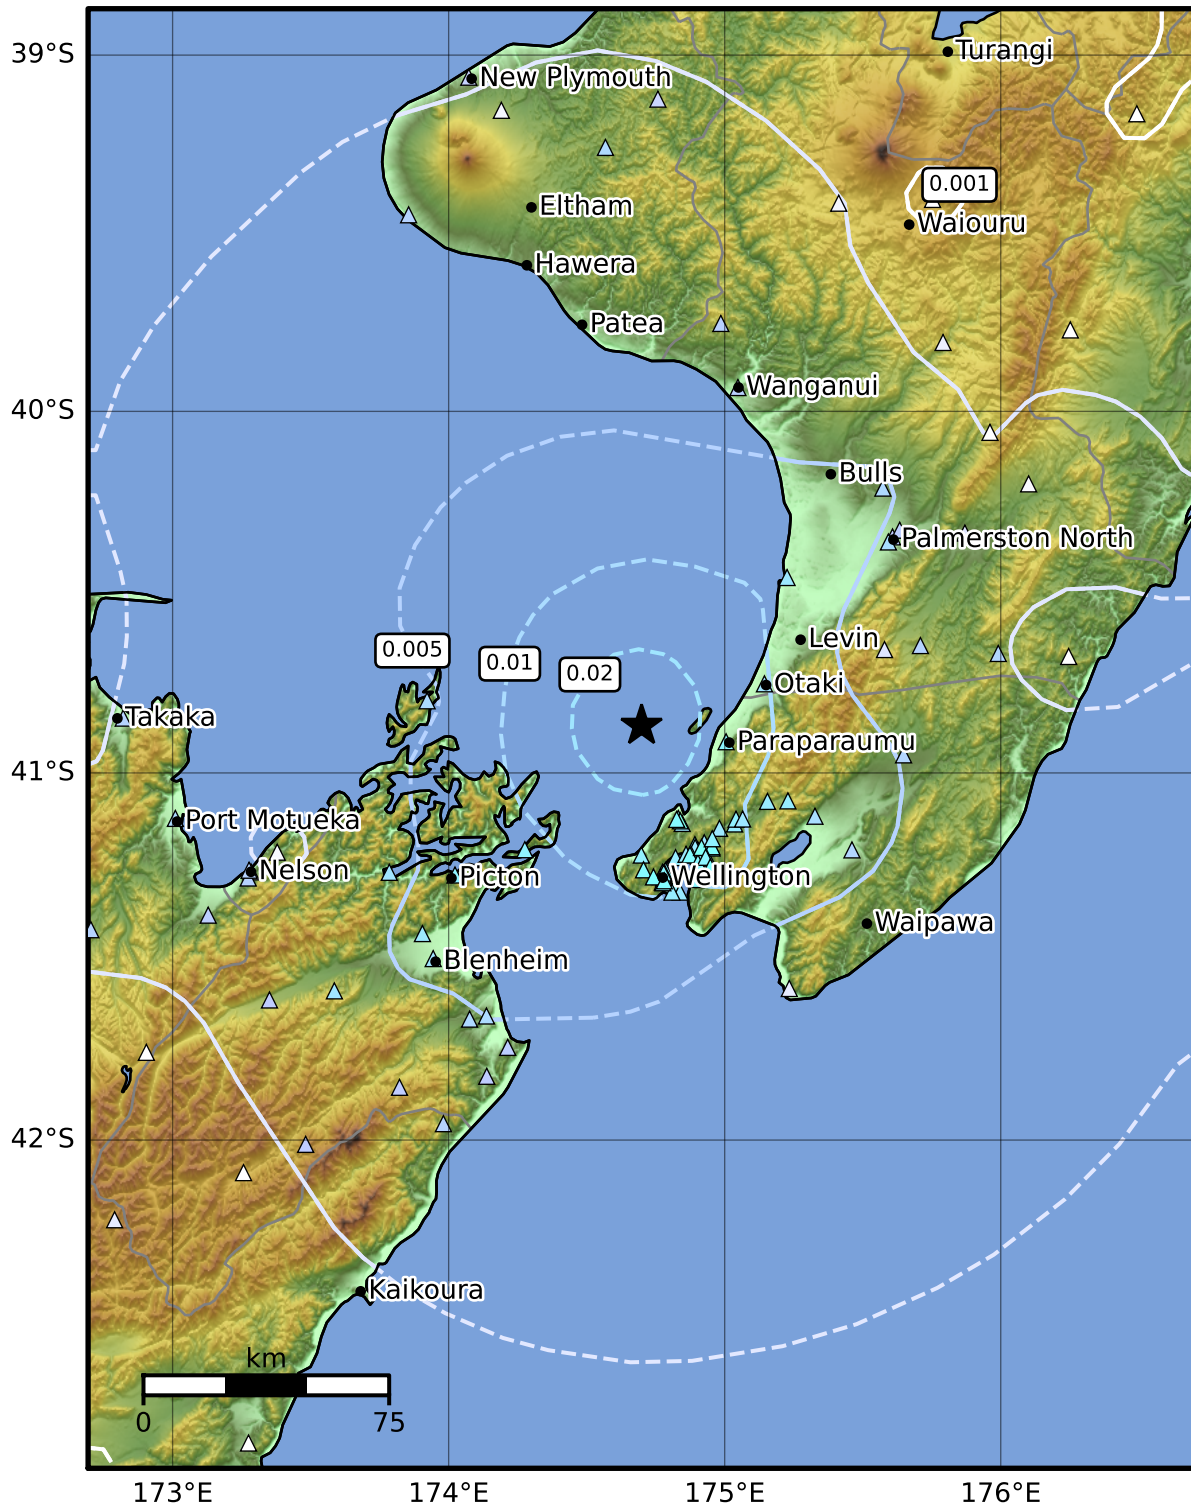 39°S
Turangi
New Plymouth
0.001
Eltham
Waiouru
Hawera
Patea
Wanganui
40°S
Bulls
Palmerston North
Levin
0.005
0.01
0.02
Otaki
Takaka
Paraparaumu
41°S
Port Motueka
Nelson
Picton
Wellington
Waipawa
Blenheim
42°S
Kaikoura
km
0
75
173°E
174°E
175°E
176°E